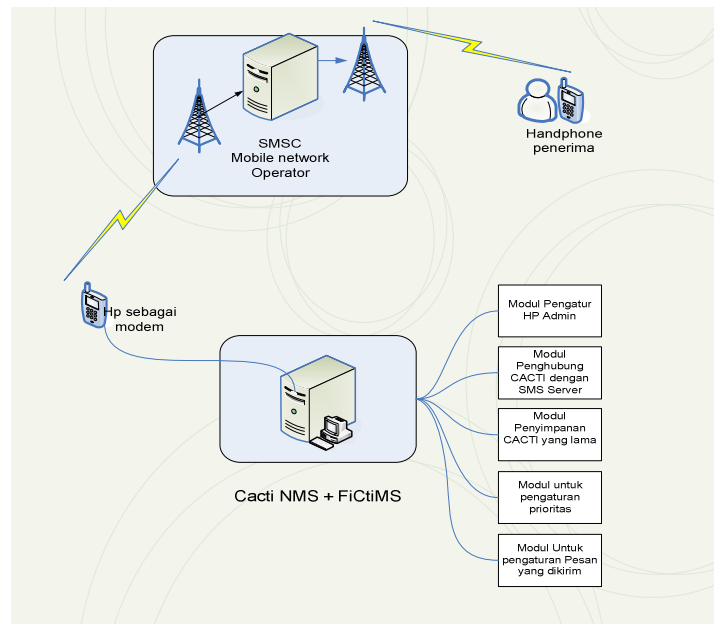 SMSC
Mobile network
Operator
Handphone
penerima
Hp sebagai
modem
Modul Pengatur
HP Admin
Modul
Penghubung
CACTI dengan
SMS Server
Modul
Penyimpanan
CACTI yang lama
Modul untuk
pengaturan
prioritas
Modul Untuk
pengaturan Pesan
yang dikirim
Cacti NMS + FiCtiMS